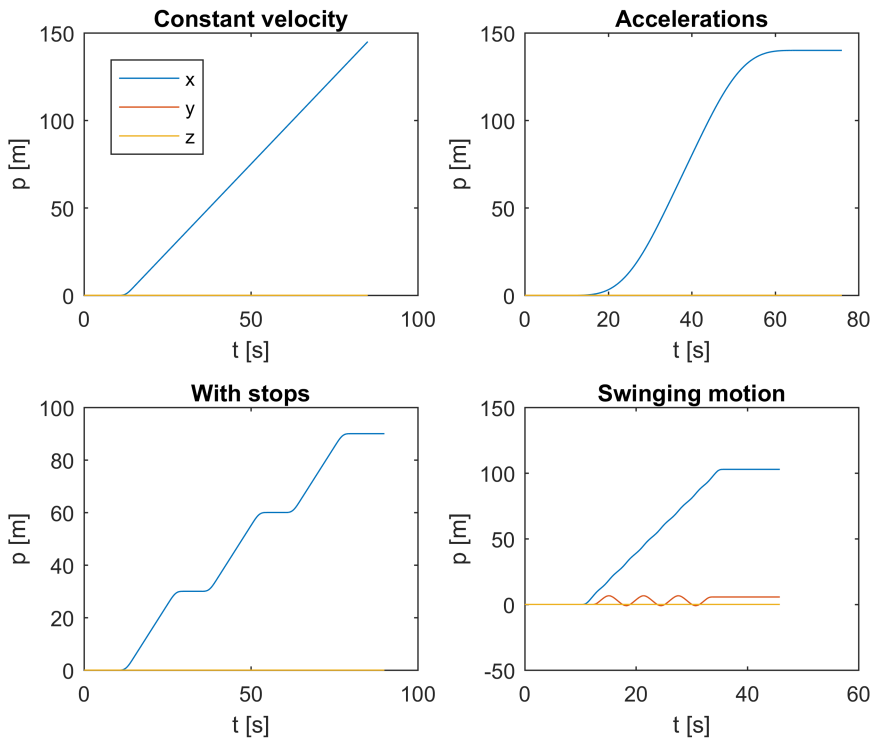 Constant velocity
150
100
50
0
p [m]
x
y
z
0 50 100
t [s]
Accelerations
150
100
50
0
p [m]
0 20 40 60 80
t [s]
With stops
100
80
60
40
20
0
p [m]
0 50 100
t [s]
Swinging motion
150
100
50
0
-50
p [m]
0 20 40 60
t [s]